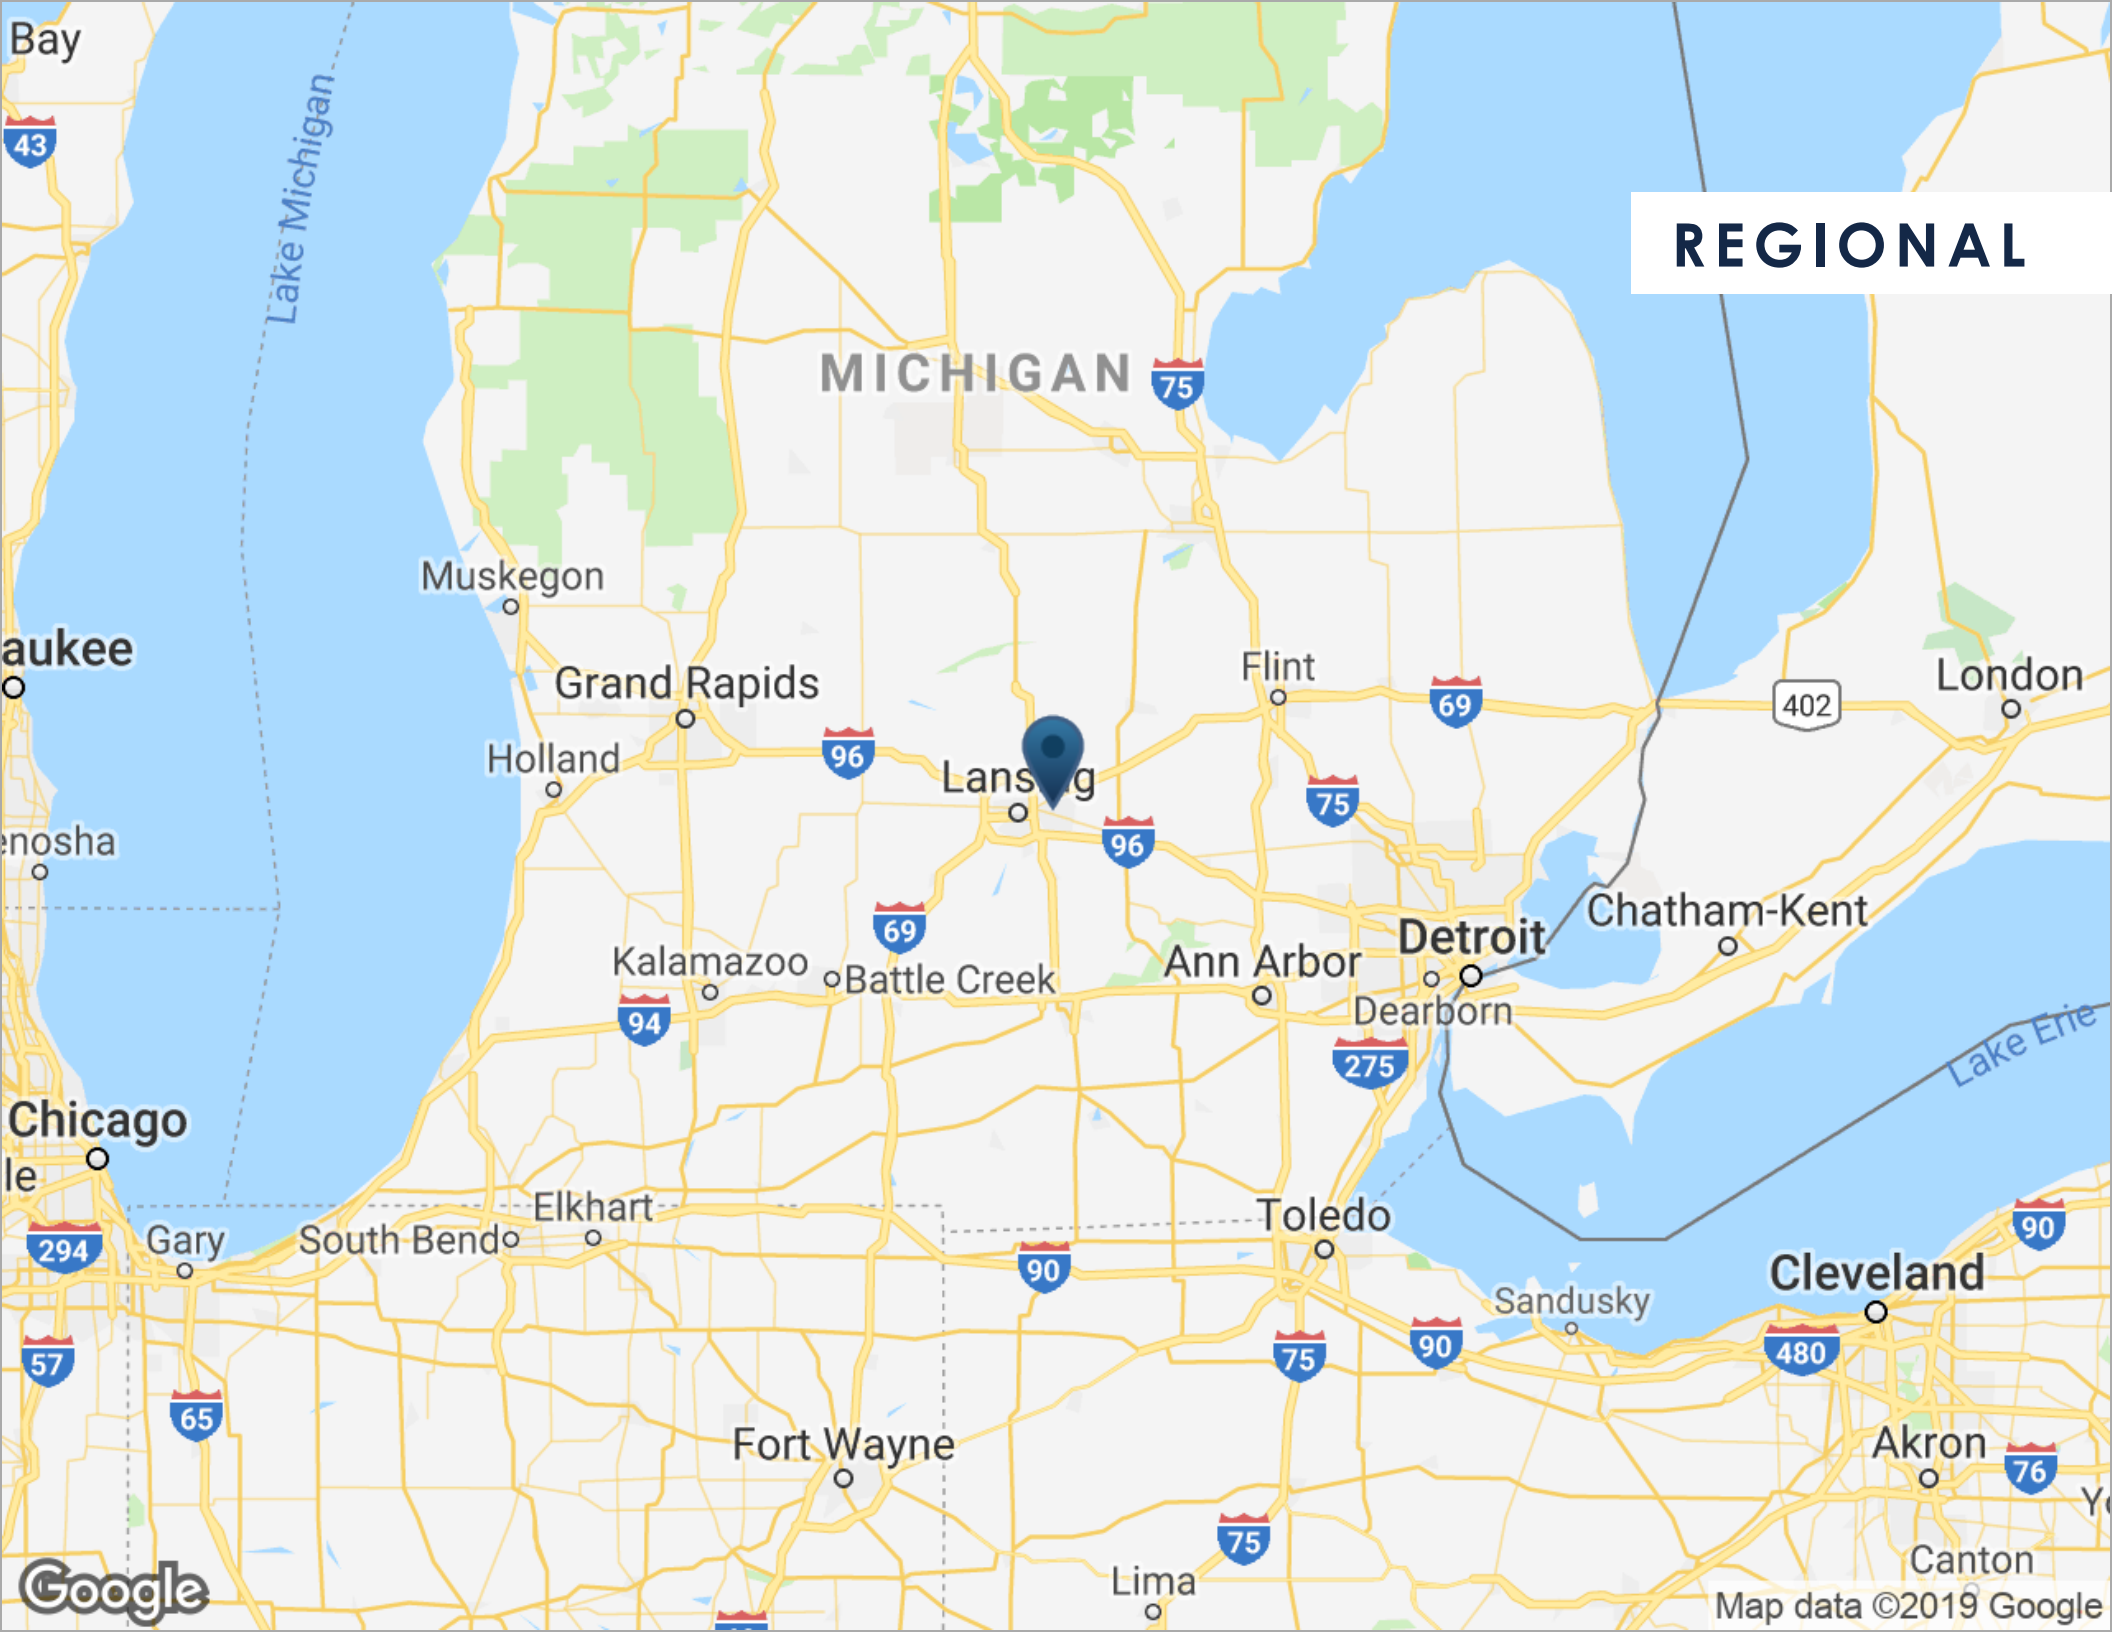 Bay
43
Lake Michigan
REGIONAL
MICHIGAN
75
Muskegon
aukee
Grand Rapids
Flint
69
402
London
Holland
96
Lans g
75
96
enosha
69
Chatham-Kent
Detroit
Kalamazoo
Battle Creek
Ann Arbor
Dearborn
94
275
Lake Erie
Chicago
le
Elkhart
Toledo
294
Gary
South Bend
90
90
Cleveland
Sandusky
57
75
90
480
65
Fort Wayne
Akron
76
Yo
75
Lima
Canton
Google
Map data ©2019 Google